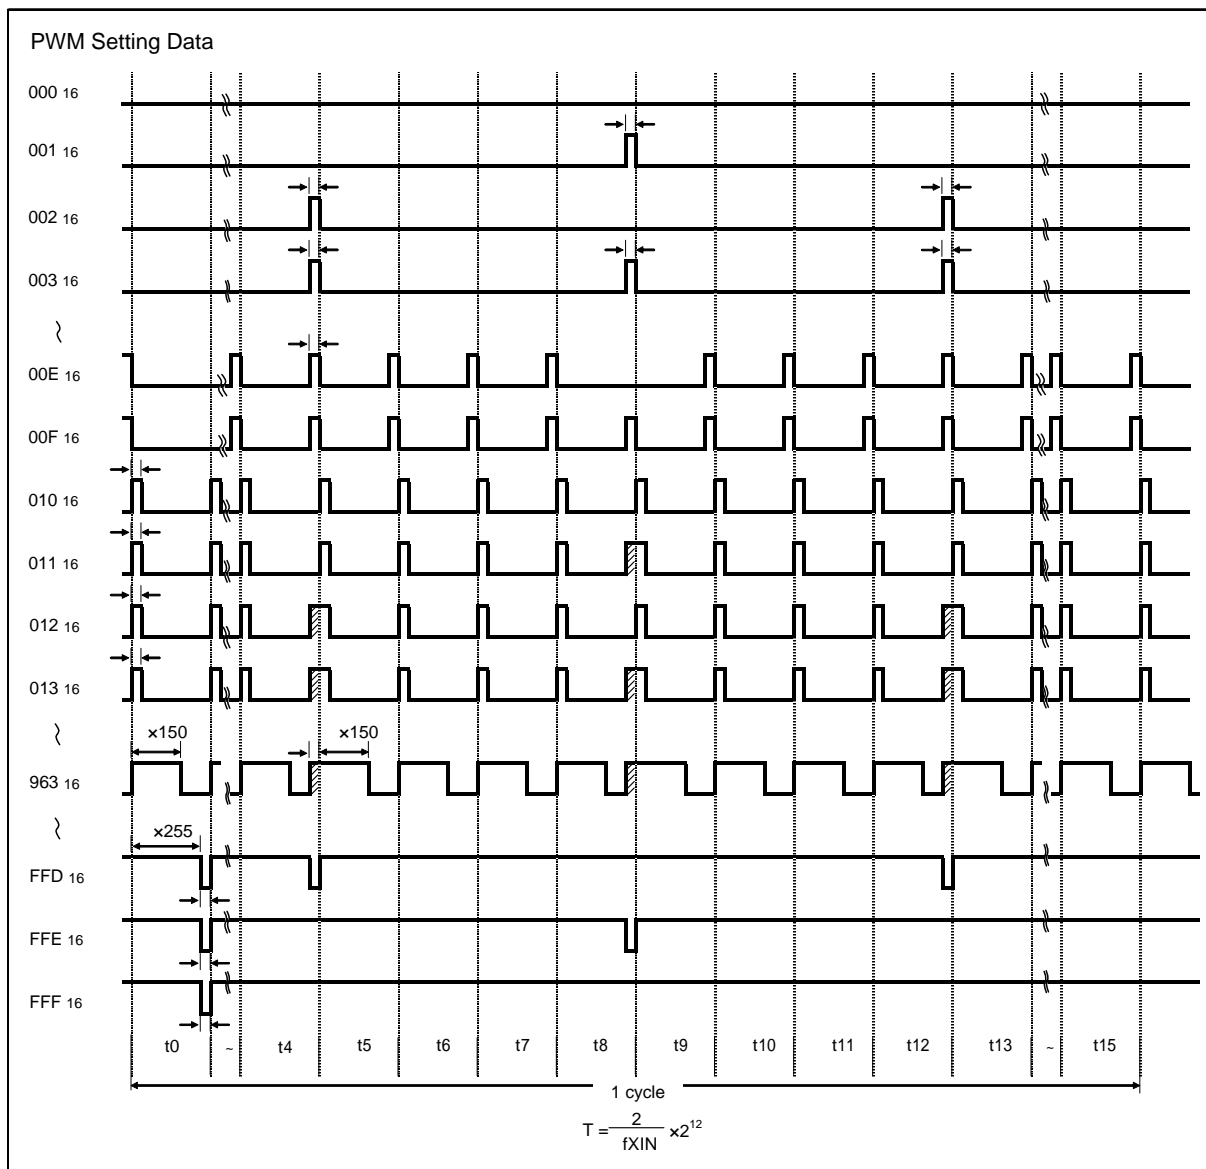 PWM Setting Data
000 16
001 16
002 16
003 16
00E 16
00F 16
010 16
011 16
012 16
013 16
×150 ×150
963 16
×255
FFD 16
FFE 16
FFF 16
t0 ~ t4 t5 t6 t7 t8 t9 t10 t11 t12 t13 ~ t15
1 cycle
T = 2 / fXIN ×2^12